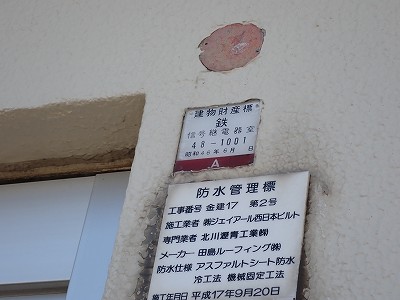 建物財産標
鉄
信号継電器室
48-1001
昭和46年6月 日
A
防水管理標
工事番号 金建17 第2号
施工業者 ㈱ジェイアール西日本ビルト
専門業者 北川瀝青工業㈱
メーカー 田島ルーフィング㈱
防水仕様 アスファルトシート防水
冷工法 機械固定工法
施工年月日 平成17年9月20日